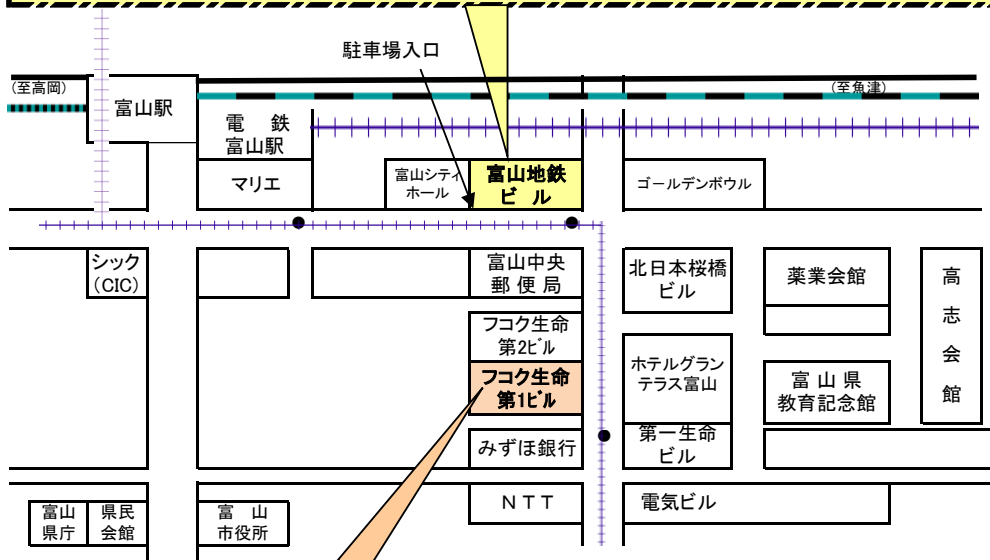 駐車場入口
(至高岡)
(至魚津)
富山駅
電 鉄
富山駅
マリエ
富山シティ
ホール
富山地鉄
ビ ル
ゴールデンボウル
シック
(CIC)
富山中央
郵 便 局
北日本桜橋
ビル
薬業会館
高
志
会
館
フコク生命
第2ビル
フコク生命
第1ビル
ホテルグラン
テラス富山
富 山 県
教育記念館
みずほ銀行
第一生命
ビル
富山
県庁
県民
会館
富 山
市役所
ＮＴＴ
電気ビル